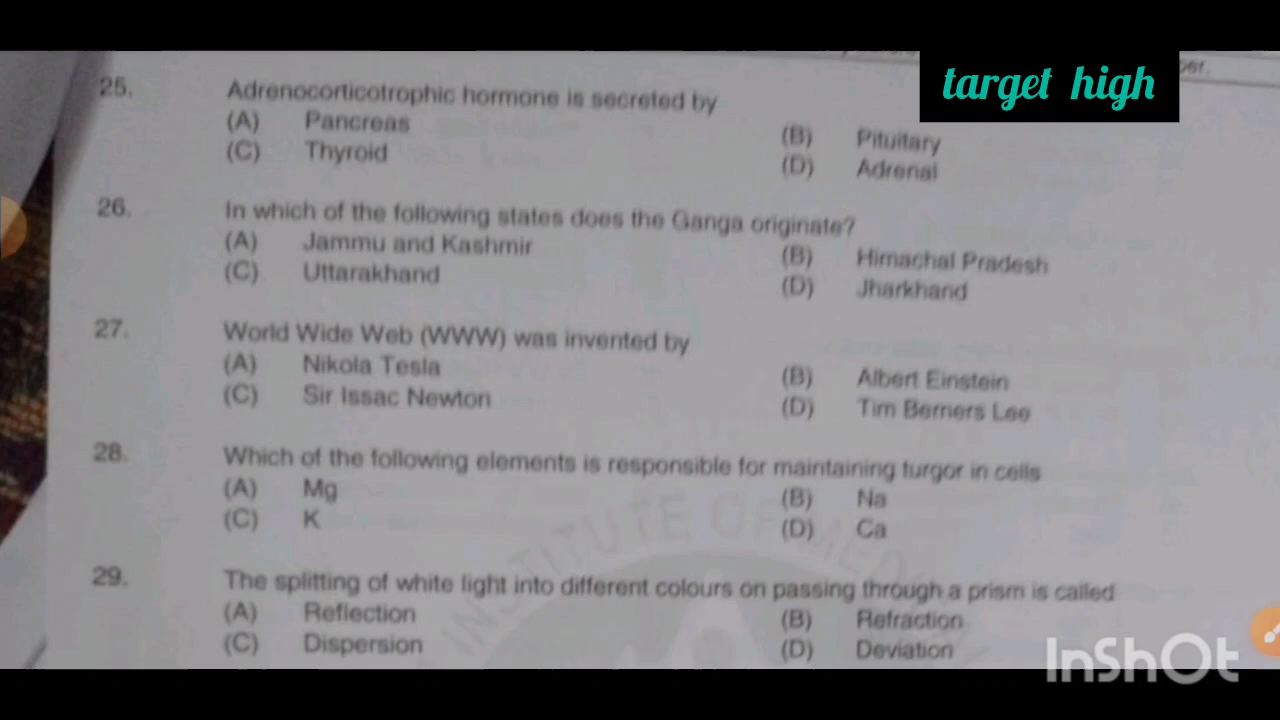 target high
25. Adrenocorticotrophic hormone is secreted by
(A) Pancreas (B) Pituitary
(C) Thyroid (D) Adrenal
26. In which of the following states does the Ganga originate?
(A) Jammu and Kashmir (B) Himachal Pradesh
(C) Uttarakhand (D) Jharkhand
27. World Wide Web (WWW) was invented by
(A) Nikola Tesla (B) Albert Einstein
(C) Sir Issac Newton (D) Tim Berners Lee
28. Which of the following elements is responsible for maintaining turgor in cells
(A) Mg (B) Na
(C) K (D) Ca
INSTITUTE OF
29. The splitting of white light into different colours on passing through a prism is called
(A) Reflection (B) Refraction
(C) Dispersion (D) Deviation
InShOt